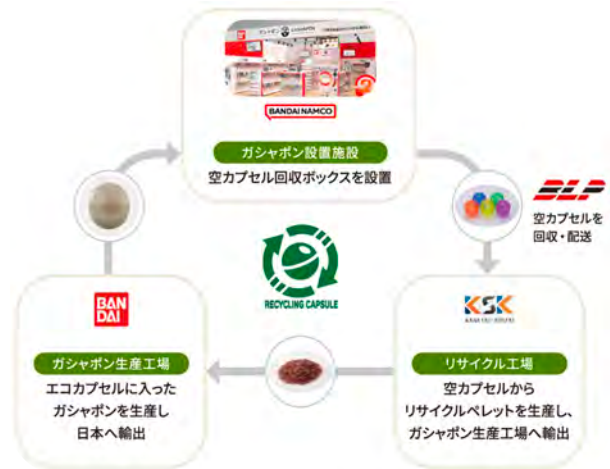 BANDAI NAMCO
ガシャポン設置施設
空カプセル回収ボックスを設置
BLP
空カプセルを
回収・配送
RECYCLING CAPSULE
KSK
リサイクル工場
空カプセルから
リサイクルペレットを生産し、
ガシャポン生産工場へ輸出
BAN
DAI
ガシャポン生産工場
エコカプセルに入った
ガシャポンを生産し
日本へ輸出